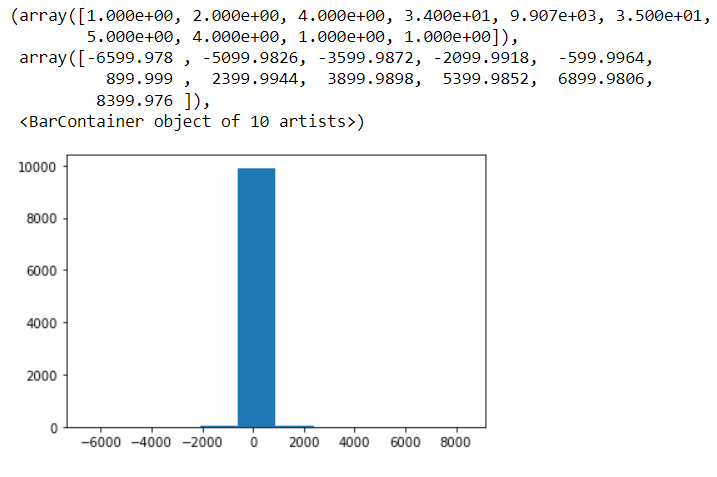 (array([1.000e+00, 2.000e+00, 4.000e+00, 3.400e+01, 9.907e+03, 3.500e+01,
5.000e+00, 4.000e+00, 1.000e+00, 1.000e+00]),
array([-6599.978 , -5099.9826, -3599.9872, -2099.9918, -599.9964,
899.999 , 2399.9944, 3899.9898, 5399.9852, 6899.9806,
8399.976 ]),
<BarContainer object of 10 artists>)
10000
8000
6000
4000
2000
0
−6000 −4000 −2000 0 2000 4000 6000 8000